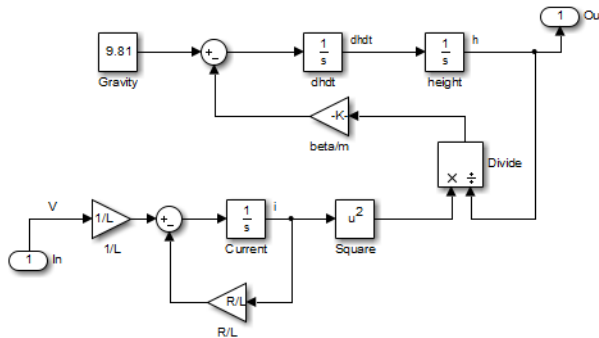 1
Ou
9.81
Gravity
+
−
1
s
dhdt
dhdt
1
s
height
h
-K-
beta/m
×
÷
Divide
V
1
In
1/L
1/L
+
−
1
s
Current
i
u²
Square
R/L
R/L